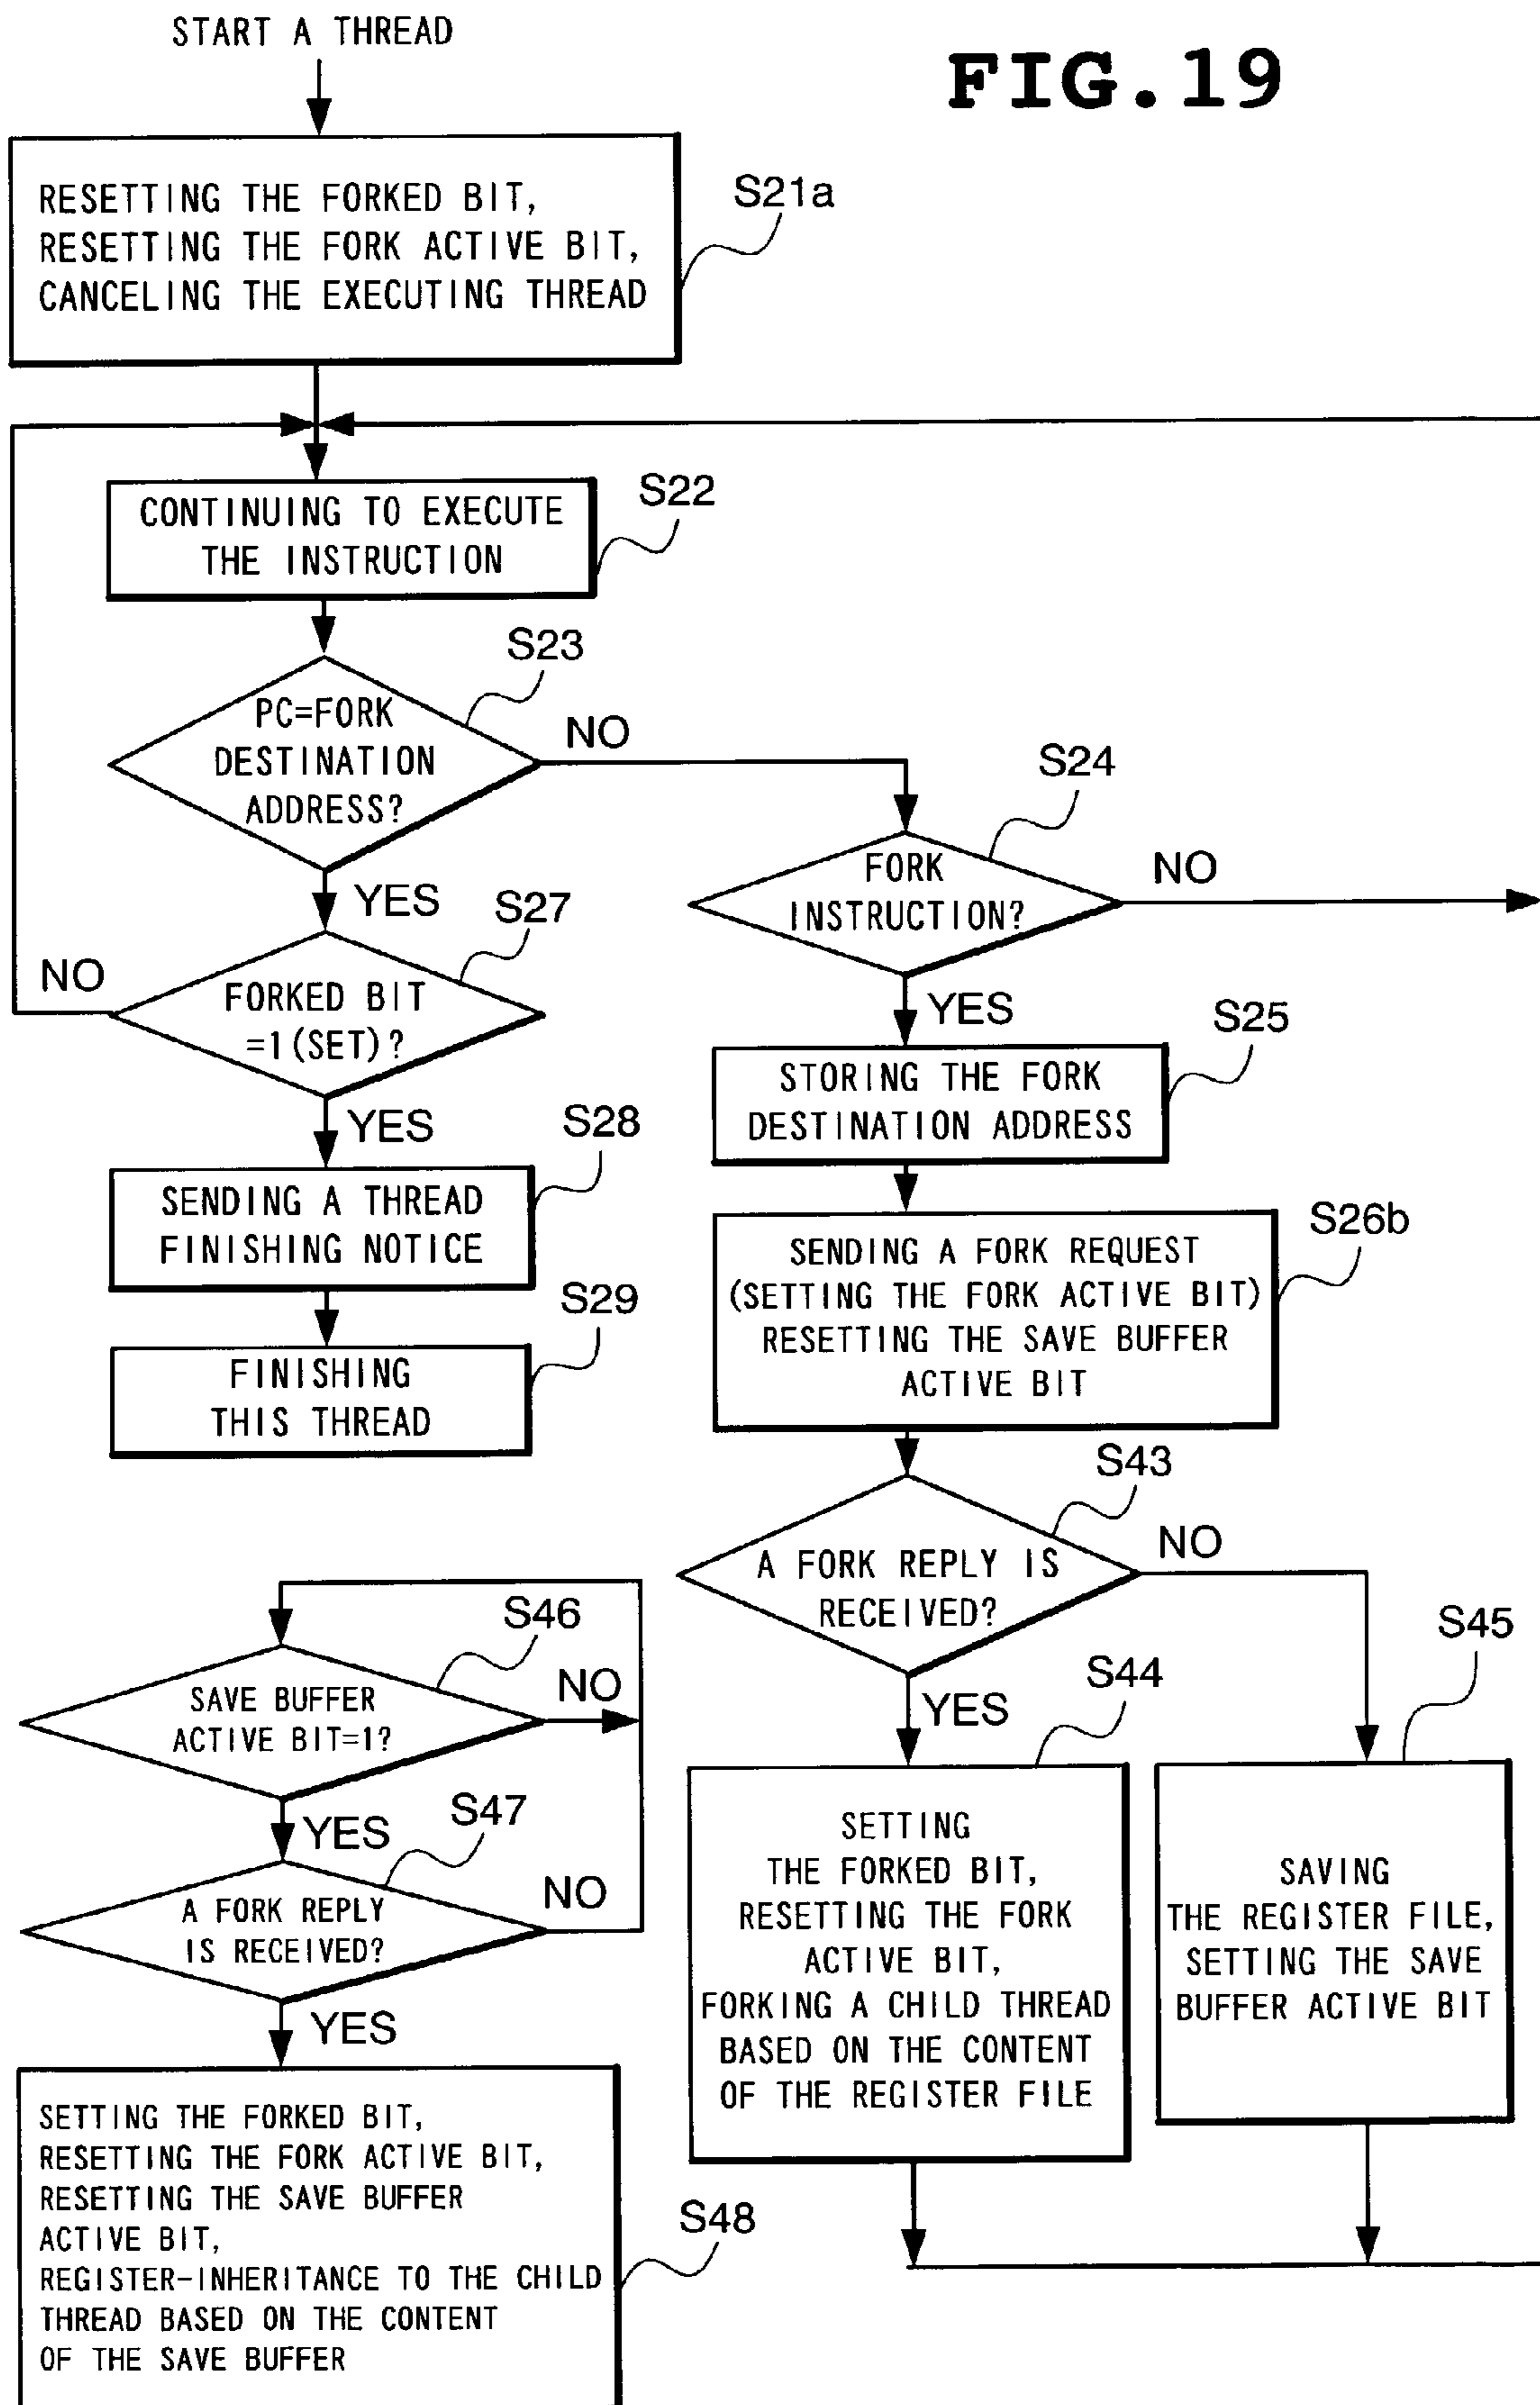 START A THREAD
FIG.19
RESETTING THE FORKED BIT,
RESETTING THE FORK ACTIVE BIT,
CANCELING THE EXECUTING THREAD
S21a
CONTINUING TO EXECUTE
THE INSTRUCTION
S22
PC=FORK
DESTINATION
ADDRESS?
S23
NO
YES
FORK
INSTRUCTION?
S24
NO
YES
FORKED BIT
=1(SET)?
S27
NO
YES
STORING THE FORK
DESTINATION ADDRESS
S25
SENDING A THREAD
FINISHING NOTICE
S28
FINISHING
THIS THREAD
S29
SENDING A FORK REQUEST
(SETTING THE FORK ACTIVE BIT)
RESETTING THE SAVE BUFFER
ACTIVE BIT
S26b
A FORK REPLY IS
RECEIVED?
S43
NO
YES
SETTING
THE FORKED BIT,
RESETTING THE FORK
ACTIVE BIT,
FORKING A CHILD THREAD
BASED ON THE CONTENT
OF THE REGISTER FILE
S44
SAVING
THE REGISTER FILE,
SETTING THE SAVE
BUFFER ACTIVE BIT
S45
SAVE BUFFER
ACTIVE BIT=1?
S46
NO
YES
A FORK REPLY
IS RECEIVED?
S47
NO
YES
SETTING THE FORKED BIT,
RESETTING THE FORK ACTIVE BIT,
RESETTING THE SAVE BUFFER
ACTIVE BIT,
REGISTER-INHERITANCE TO THE CHILD
THREAD BASED ON THE CONTENT
OF THE SAVE BUFFER
S48